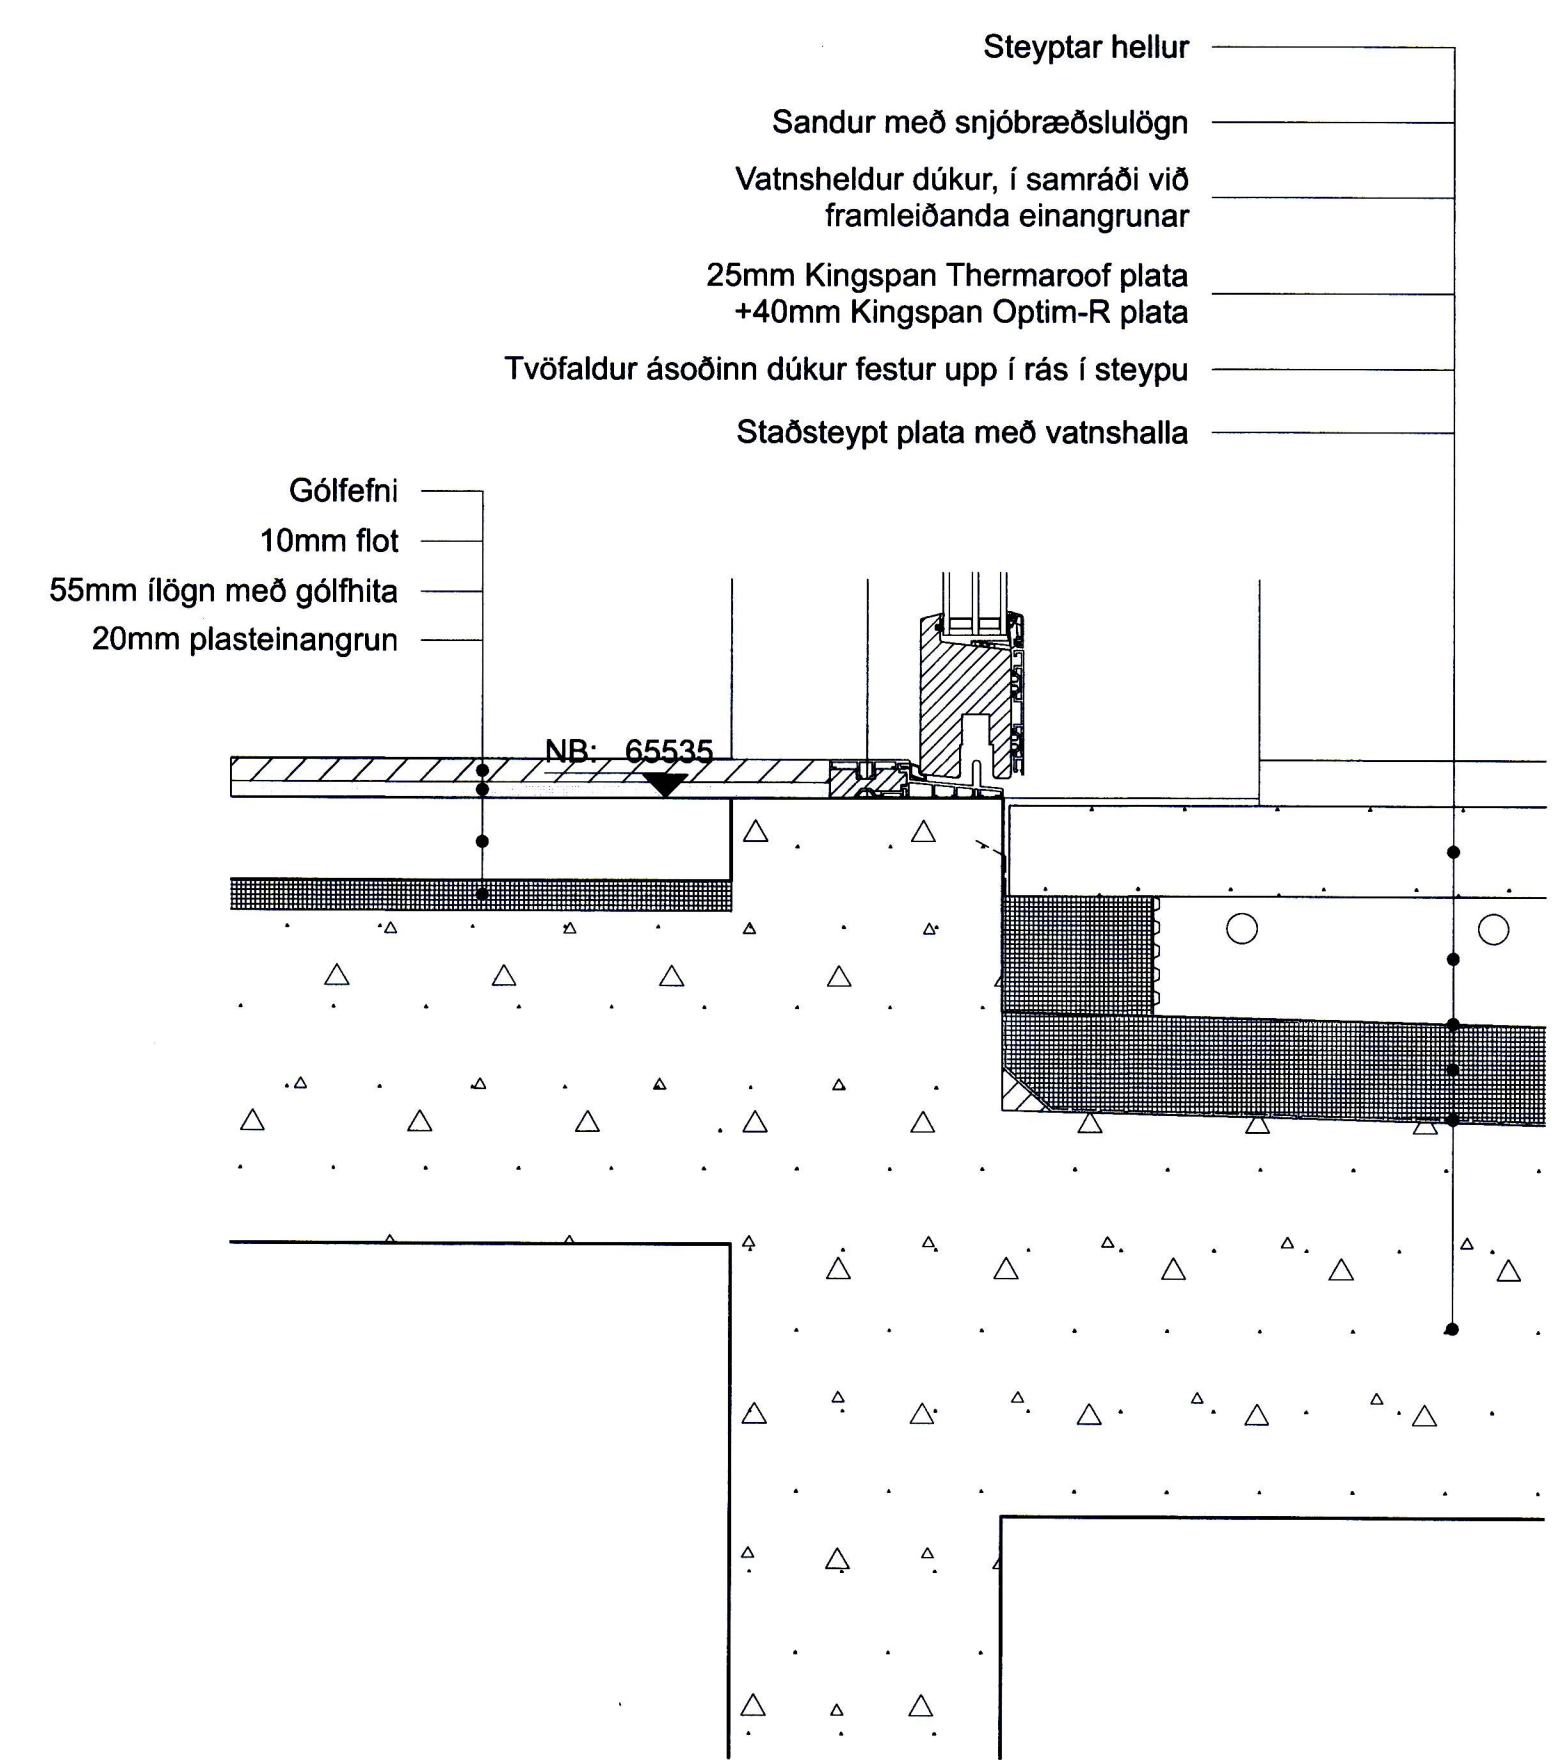 Steyptar hellur
Sandur með snjóbræðslulögn
Vatnsheldur dúkur, í samráði við
framleiðanda einangrunar
25mm Kingspan Thermaroof plata
+40mm Kingspan Optim-R plata
Tvöfaldur ásoðinn dúkur festur upp í rás í steypu
Staðsteypt plata með vatnshalla
Gólfefni
10mm flot
55mm ílögn með gólfhita
20mm plasteinangrun
NB: 65535